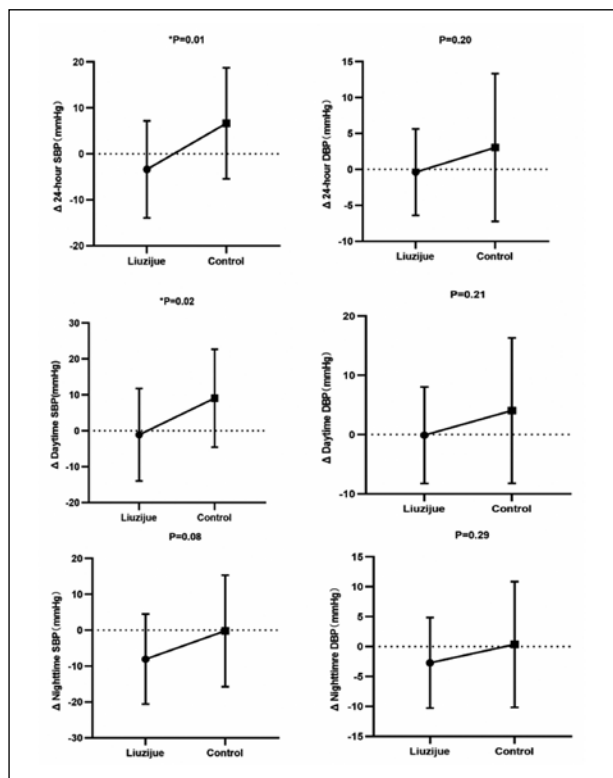 *P=0.01
Δ 24-hour SBP(mmHg)
20
10
0
-10
-20
Liuzijue Control
P=0.20
Δ 24-hour DBP(mmHg)
15
10
5
0
-5
-10
Liuzijue Control
*P=0.02
Δ Daytime SBP(mmHg)
30
20
10
0
-10
-20
Liuzijue Control
P=0.21
Δ Daytime DBP(mmHg)
20
10
0
-10
Liuzijue Control
P=0.08
Δ Nighttime SBP(mmHg)
20
10
0
-10
-20
-30
Liuzijue Control
P=0.29
Δ Nighttimre DBP(mmHg)
15
10
5
0
-5
-10
-15
Liuzijue Control